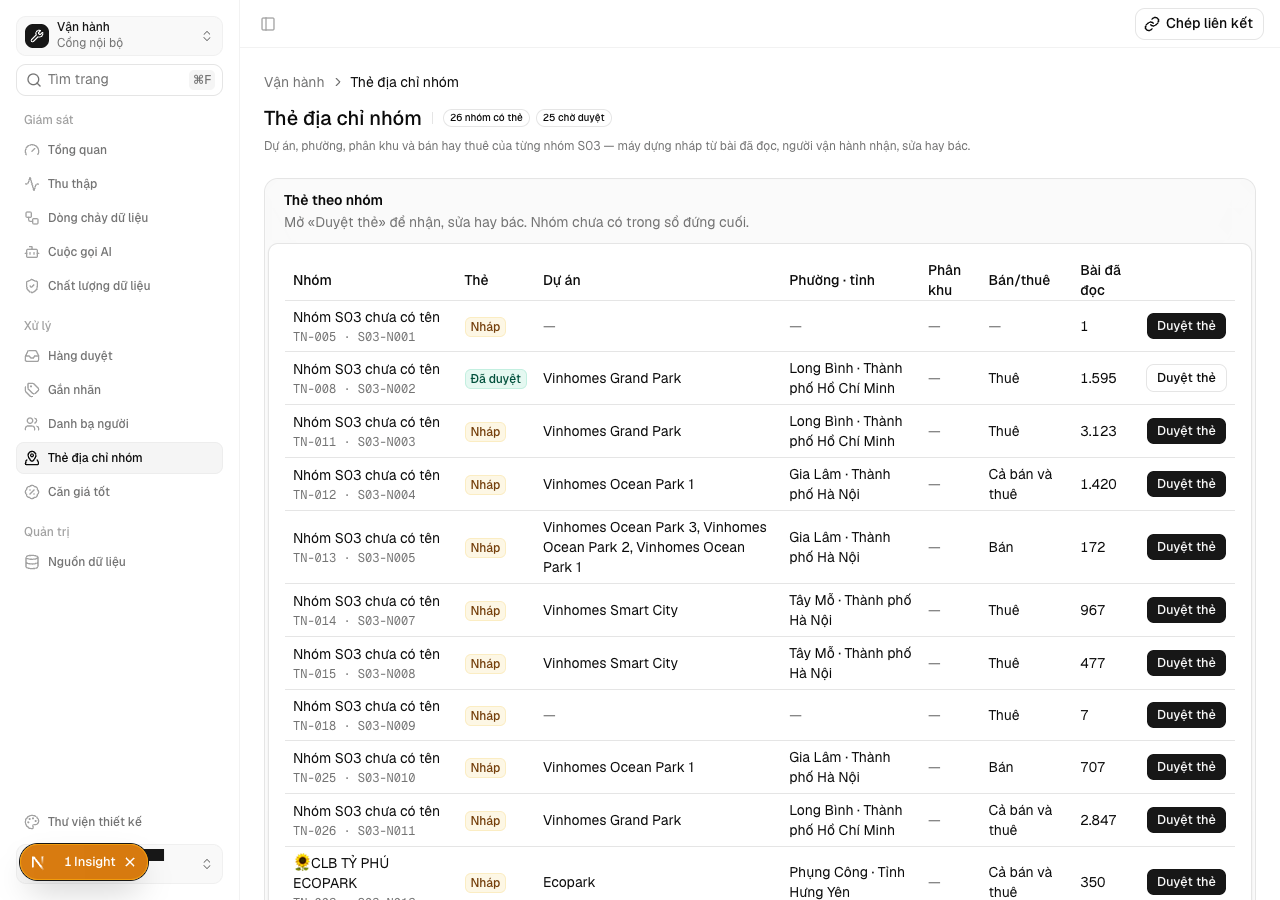 Vận hành
Cổng nội bộ
Tìm trang
⌘F
Giám sát
Tổng quan
Thu thập
Dòng chảy dữ liệu
Cuộc gọi AI
Chất lượng dữ liệu
Xử lý
Hàng duyệt
Gắn nhãn
Danh bạ người
Thẻ địa chỉ nhóm
Căn giá tốt
Quản trị
Nguồn dữ liệu
Thư viện thiết kế
1 Insight
Chép liên kết
Vận hành > Thẻ địa chỉ nhóm
Thẻ địa chỉ nhóm
26 nhóm có thẻ
25 chờ duyệt
Dự án, phường, phân khu và bán hay thuê của từng nhóm S03 — máy dựng nháp từ bài đã đọc, người vận hành nhận, sửa hay bác.
Thẻ theo nhóm
Mở «Duyệt thẻ» để nhận, sửa hay bác. Nhóm chưa có trong sổ đứng cuối.
Nhóm Thẻ Dự án Phường · tỉnh Phân khu Bán/thuê Bài đã đọc
Nhóm S03 chưa có tên
TN-005 · S03-N001
Nháp — — — — 1 Duyệt thẻ
Nhóm S03 chưa có tên
TN-008 · S03-N002
Đã duyệt Vinhomes Grand Park Long Bình · Thành phố Hồ Chí Minh — Thuê 1.595 Duyệt thẻ
Nhóm S03 chưa có tên
TN-011 · S03-N003
Nháp Vinhomes Grand Park Long Bình · Thành phố Hồ Chí Minh — Thuê 3.123 Duyệt thẻ
Nhóm S03 chưa có tên
TN-012 · S03-N004
Nháp Vinhomes Ocean Park 1 Gia Lâm · Thành phố Hà Nội — Cả bán và thuê 1.420 Duyệt thẻ
Nhóm S03 chưa có tên
TN-013 · S03-N005
Nháp Vinhomes Ocean Park 3, Vinhomes Ocean Park 2, Vinhomes Ocean Park 1 Gia Lâm · Thành phố Hà Nội — Bán 172 Duyệt thẻ
Nhóm S03 chưa có tên
TN-014 · S03-N007
Nháp Vinhomes Smart City Tây Mỗ · Thành phố Hà Nội — Thuê 967 Duyệt thẻ
Nhóm S03 chưa có tên
TN-015 · S03-N008
Nháp Vinhomes Smart City Tây Mỗ · Thành phố Hà Nội — Thuê 477 Duyệt thẻ
Nhóm S03 chưa có tên
TN-018 · S03-N009
Nháp — — — Thuê 7 Duyệt thẻ
Nhóm S03 chưa có tên
TN-025 · S03-N010
Nháp Vinhomes Ocean Park 1 Gia Lâm · Thành phố Hà Nội — Bán 707 Duyệt thẻ
Nhóm S03 chưa có tên
TN-026 · S03-N011
Nháp Vinhomes Grand Park Long Bình · Thành phố Hồ Chí Minh — Cả bán và thuê 2.847 Duyệt thẻ
🌻CLB TỶ PHÚ ECOPARK
Nháp Ecopark Phụng Công · Tỉnh Hưng Yên — Cả bán và thuê 350 Duyệt thẻ